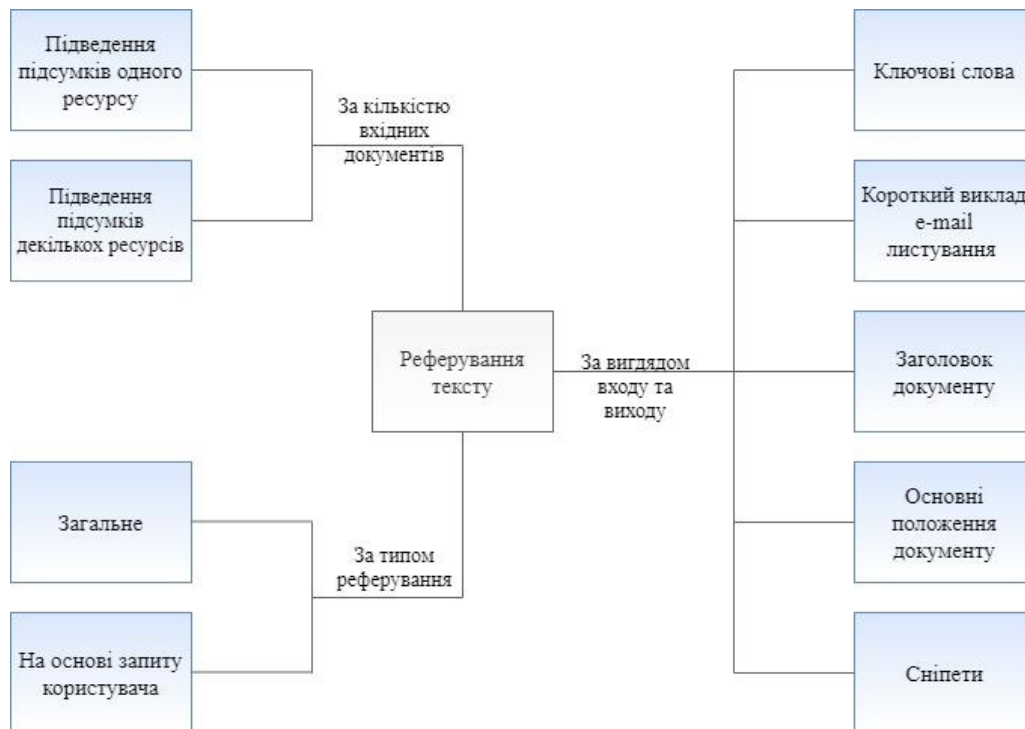 Підведення
підсумків одного
ресурсу
Підведення
підсумків
декількох ресурсів
За кількістю
вхідних
документів
Реферування
тексту
За вигдядом
входу та
виходу
Загальне
На основі запиту
користувача
За типом
реферування
Ключові слова
Короткий виклад
e-mail
листування
Заголовок
документу
Основні
положення
документу
Сніпети